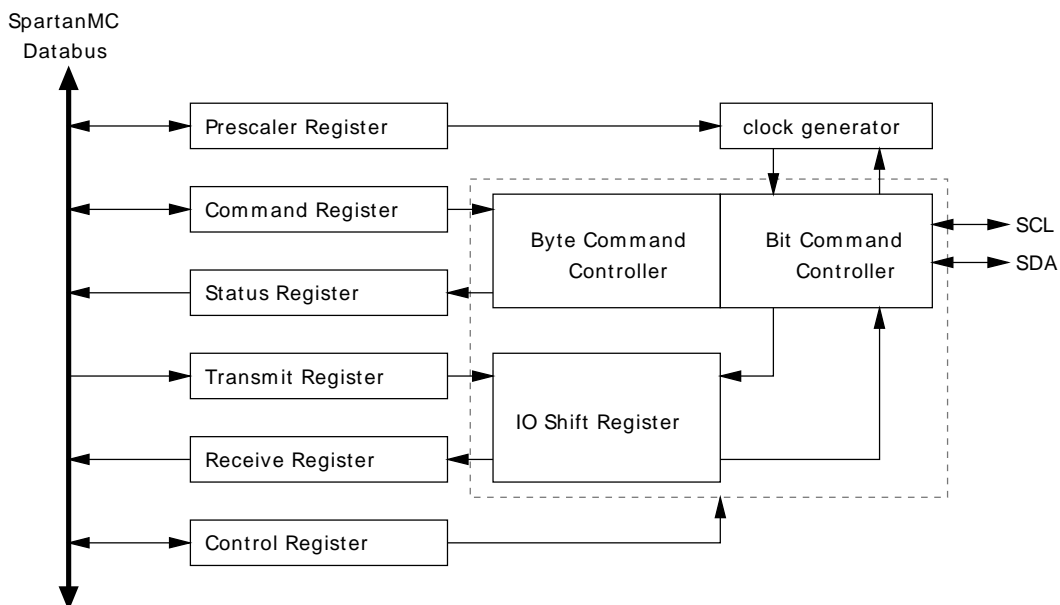 SpartanMC
Databus
Prescaler Register
clock generator
Command Register
Byte Command
Controller
Bit Command
Controller
SCL
SDA
Status Register
Transmit Register
IO Shift Register
Receive Register
Control Register